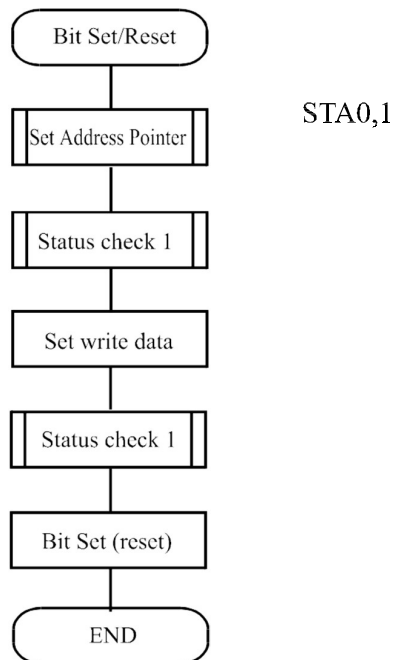 Bit Set/Reset
Set Address Pointer
STA0,1
Status check 1
Set write data
Status check 1
Bit Set (reset)
END